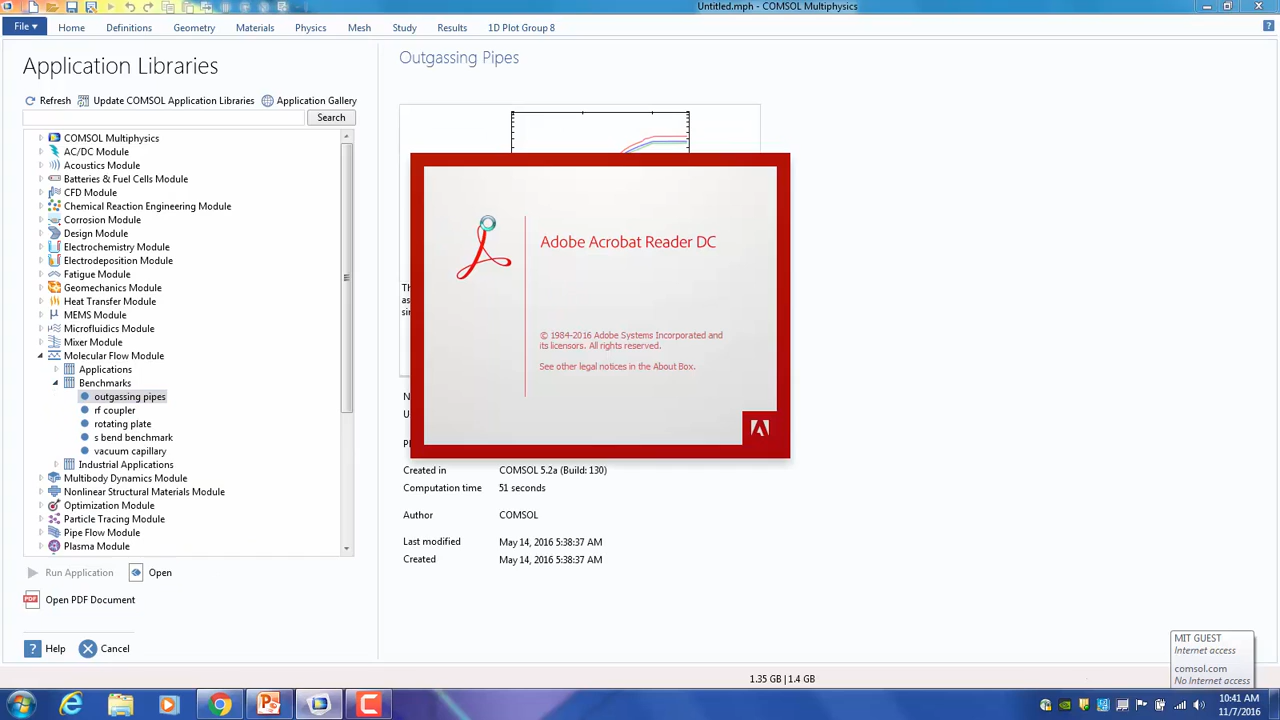 Untitled.mph - COMSOL Multiphysics
File Home Definitions Geometry Materials Physics Mesh Study Results 1D Plot Group 8
Application Libraries
Refresh Update COMSOL Application Libraries Application Gallery
Search
COMSOL Multiphysics
AC/DC Module
Acoustics Module
Batteries & Fuel Cells Module
CFD Module
Chemical Reaction Engineering Module
Corrosion Module
Design Module
Electrochemistry Module
Electrodeposition Module
Fatigue Module
Geomechanics Module
Heat Transfer Module
MEMS Module
Microfluidics Module
Mixer Module
Molecular Flow Module
Applications
Benchmarks
outgassing pipes
rf coupler
rotating plate
s bend benchmark
vacuum capillary
Industrial Applications
Multibody Dynamics Module
Nonlinear Structural Materials Module
Optimization Module
Particle Tracing Module
Pipe Flow Module
Plasma Module
Run Application Open
Open PDF Document
Help Cancel
Outgassing Pipes
Adobe Acrobat Reader DC
© 1984-2016 Adobe Systems Incorporated and
its licensors. All rights reserved.
See other legal notices in the About Box.
Created in COMSOL 5.2a (Build: 130)
Computation time 51 seconds
Author COMSOL
Last modified May 14, 2016 5:38:37 AM
Created May 14, 2016 5:38:37 AM
MIT GUEST
Internet access
comsol.com
No Internet access
1.35 GB | 1.4 GB
10:41 AM
11/7/2016